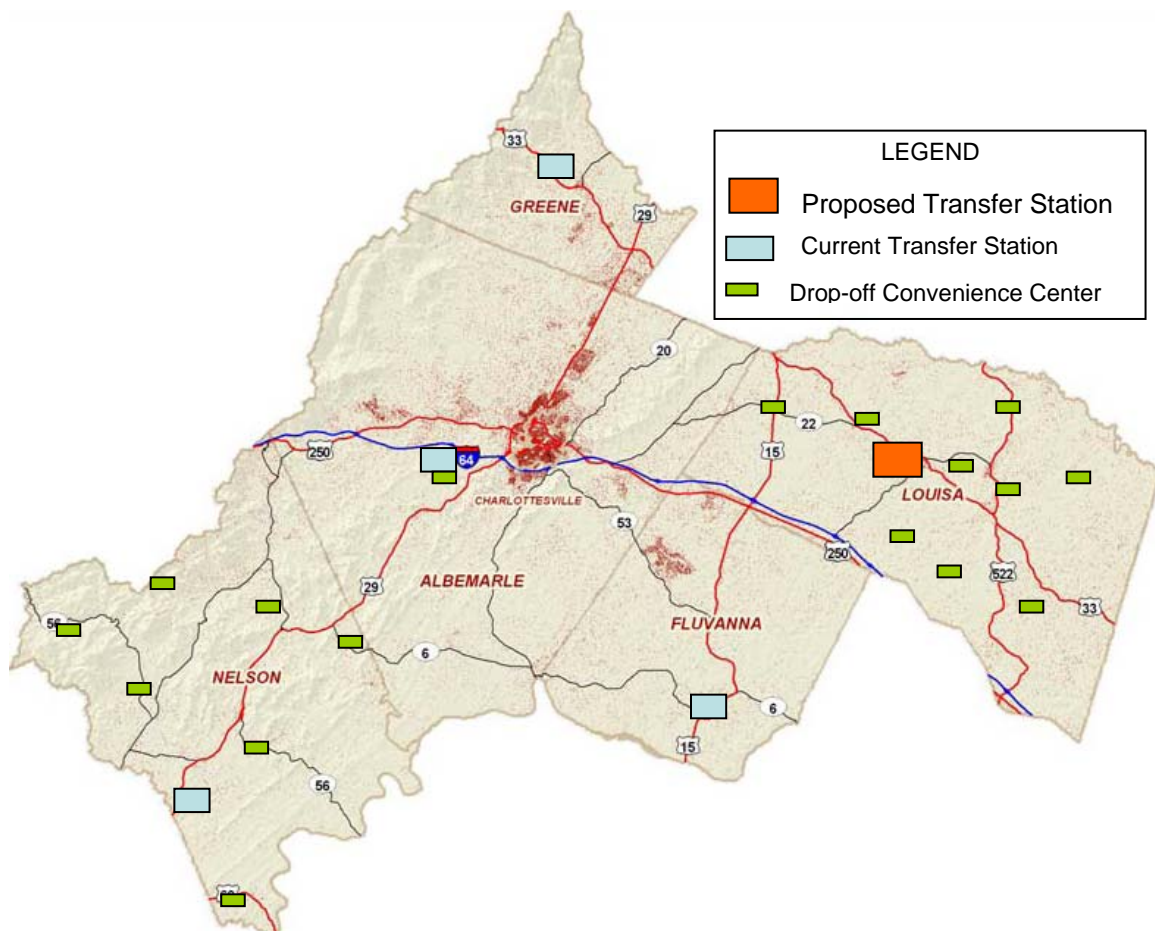 33
GREENE
29
LEGEND
Proposed Transfer Station
Current Transfer Station
Drop-off Convenience Center
20
22
250
64
15
LOUISA
CHARLOTTESVILLE
53
250
522
29
ALBEMARLE
33
56
FLUVANNA
6
NELSON
6
15
56